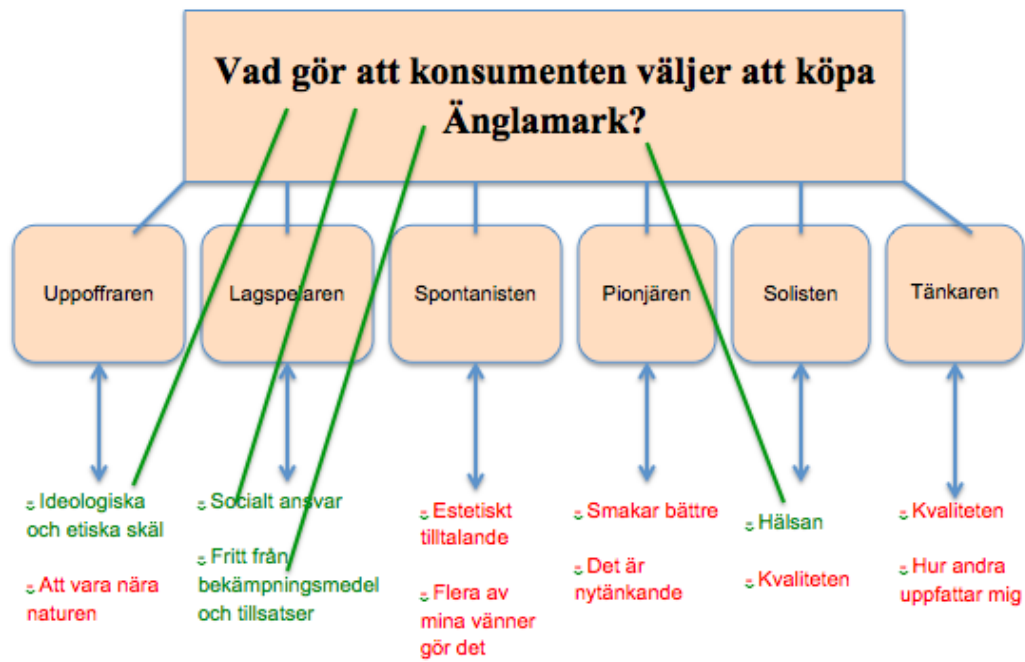 Vad gör att konsumenten väljer att köpa
Änglamark?
Uppoffraren
Lagspelaren
Spontanisten
Pionjären
Solisten
Tänkaren
Ideologiska
och etiska skäl
Att vara nära
naturen
Socialt ansvar
Fritt från
bekämpningsmedel
och tillsatser
Estetiskt
tilltalande
Flera av
mina vänner
gör det
Smakar bättre
Det är
nytänkande
Hälsan
Kvaliteten
Kvaliteten
Hur andra
uppfattar mig